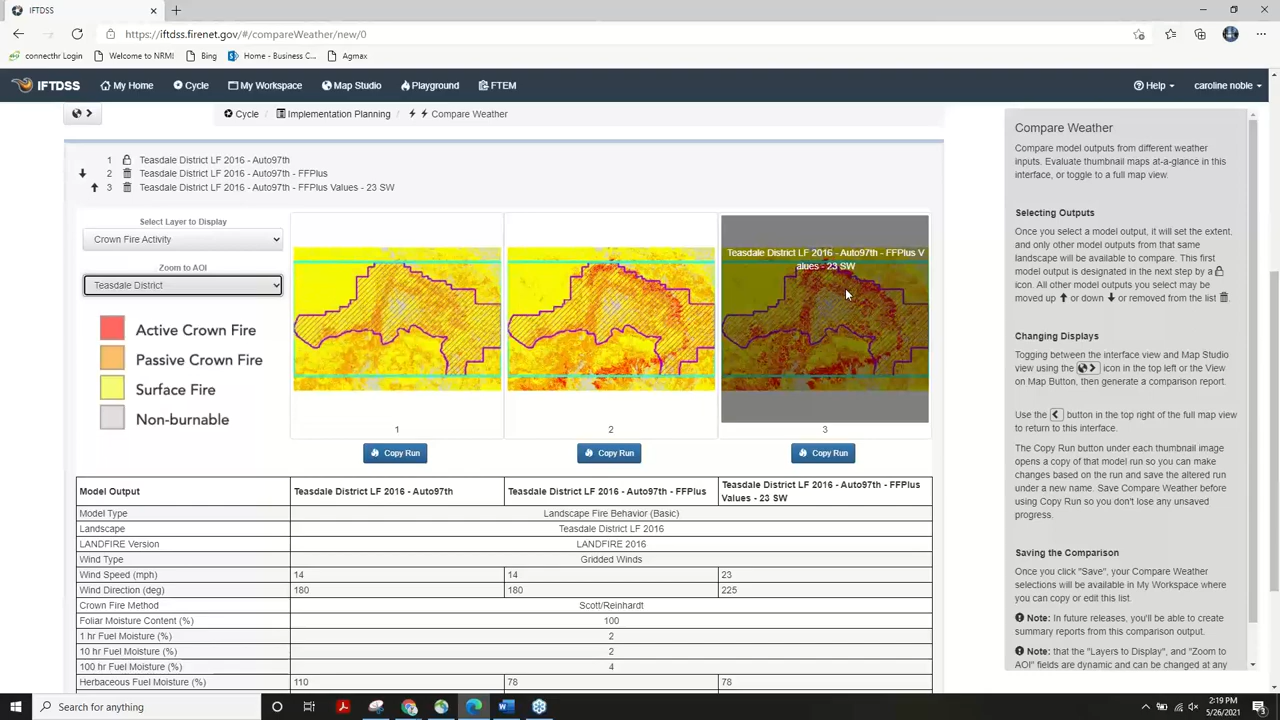 IFTDSS
https://iftdss.firenet.gov/#/compareWeather/new/0
connecthr Login
Welcome to NRMI
Bing
Home - Business C...
Agmax
IFTDSS
My Home
Cycle
My Workspace
Map Studio
Playground
FTEM
Help
caroline noble
Cycle / Implementation Planning / Compare Weather
1 Teasdale District LF 2016 - Auto97th
2 Teasdale District LF 2016 - Auto97th - FFPlus
3 Teasdale District LF 2016 - Auto97th - FFPlus Values - 23 SW
Select Layer to Display
Crown Fire Activity
Zoom to AOI
Teasdale District
Active Crown Fire
Passive Crown Fire
Surface Fire
Non-burnable
Teasdale District LF 2016 - Auto97th - FFPlus V
alues - 23 SW
1
2
3
Copy Run
Copy Run
Copy Run
Model Output
Teasdale District LF 2016 - Auto97th
Teasdale District LF 2016 - Auto97th - FFPlus
Teasdale District LF 2016 - Auto97th - FFPlus
Values - 23 SW
Model Type Landscape Fire Behavior (Basic)
Landscape Teasdale District LF 2016
LANDFIRE Version LANDFIRE 2016
Wind Type Gridded Winds
Wind Speed (mph) 14 14 23
Wind Direction (deg) 180 180 225
Crown Fire Method Scott/Reinhardt
Foliar Moisture Content (%) 100
1 hr Fuel Moisture (%) 2
10 hr Fuel Moisture (%) 2
100 hr Fuel Moisture (%) 4
Herbaceous Fuel Moisture (%) 110 78 78
Compare Weather
Compare model outputs from different weather
inputs. Evaluate thumbnail maps at-a-glance in this
interface, or toggle to a full map view.
Selecting Outputs
Once you select a model output, it will set the extent,
and only other model outputs from that same
landscape will be available to compare. This first
model output is designated in the next step by a
All other model outputs you select may be
moved up or down or removed from the list .
Changing Displays
Togging between the interface view and Map Studio
view using the icon in the top left or the View
on Map Button, then generate a comparison report.
Use the button in the top right of the full map view
to return to this interface.
The Copy Run button under each thumbnail image
opens a copy of that model run so you can make
changes based on the run and save the altered run
under a new name. Save Compare Weather before
using Copy Run so you don't lose any unsaved
progress.
Saving the Comparison
Once you click "Save", your Compare Weather
selections will be available in My Workspace where
you can copy or edit this list.
Note: In future releases, you'll be able to create
summary reports from this comparison output.
Note: that the "Layers to Display", and "Zoom to
AOI" fields are dynamic and can be changed at any
Search for anything
2:19 PM
5/26/2021
3